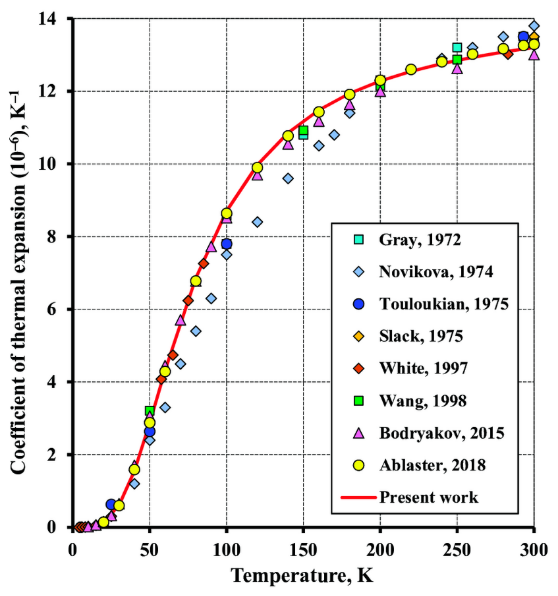 Coefficient of thermal expansion (10⁻⁶), K⁻¹
14
12
10
8
6
4
2
0
Gray, 1972
Novikova, 1974
Touloukian, 1975
Slack, 1975
White, 1997
Wang, 1998
Bodryakov, 2015
Ablaster, 2018
Present work
0 50 100 150 200 250 300
Temperature, K